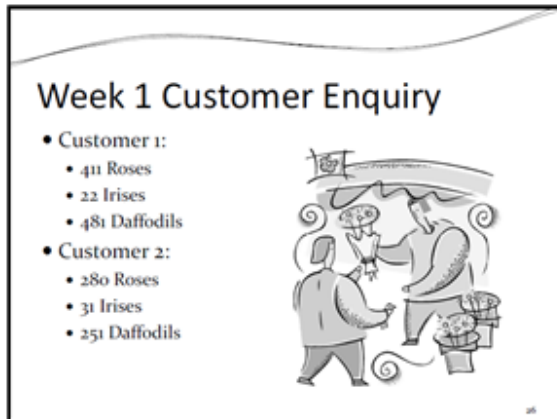 Week 1 Customer Enquiry
• Customer 1:
• 411 Roses
• 22 Irises
• 481 Daffodils
• Customer 2:
• 280 Roses
• 31 Irises
• 251 Daffodils
26